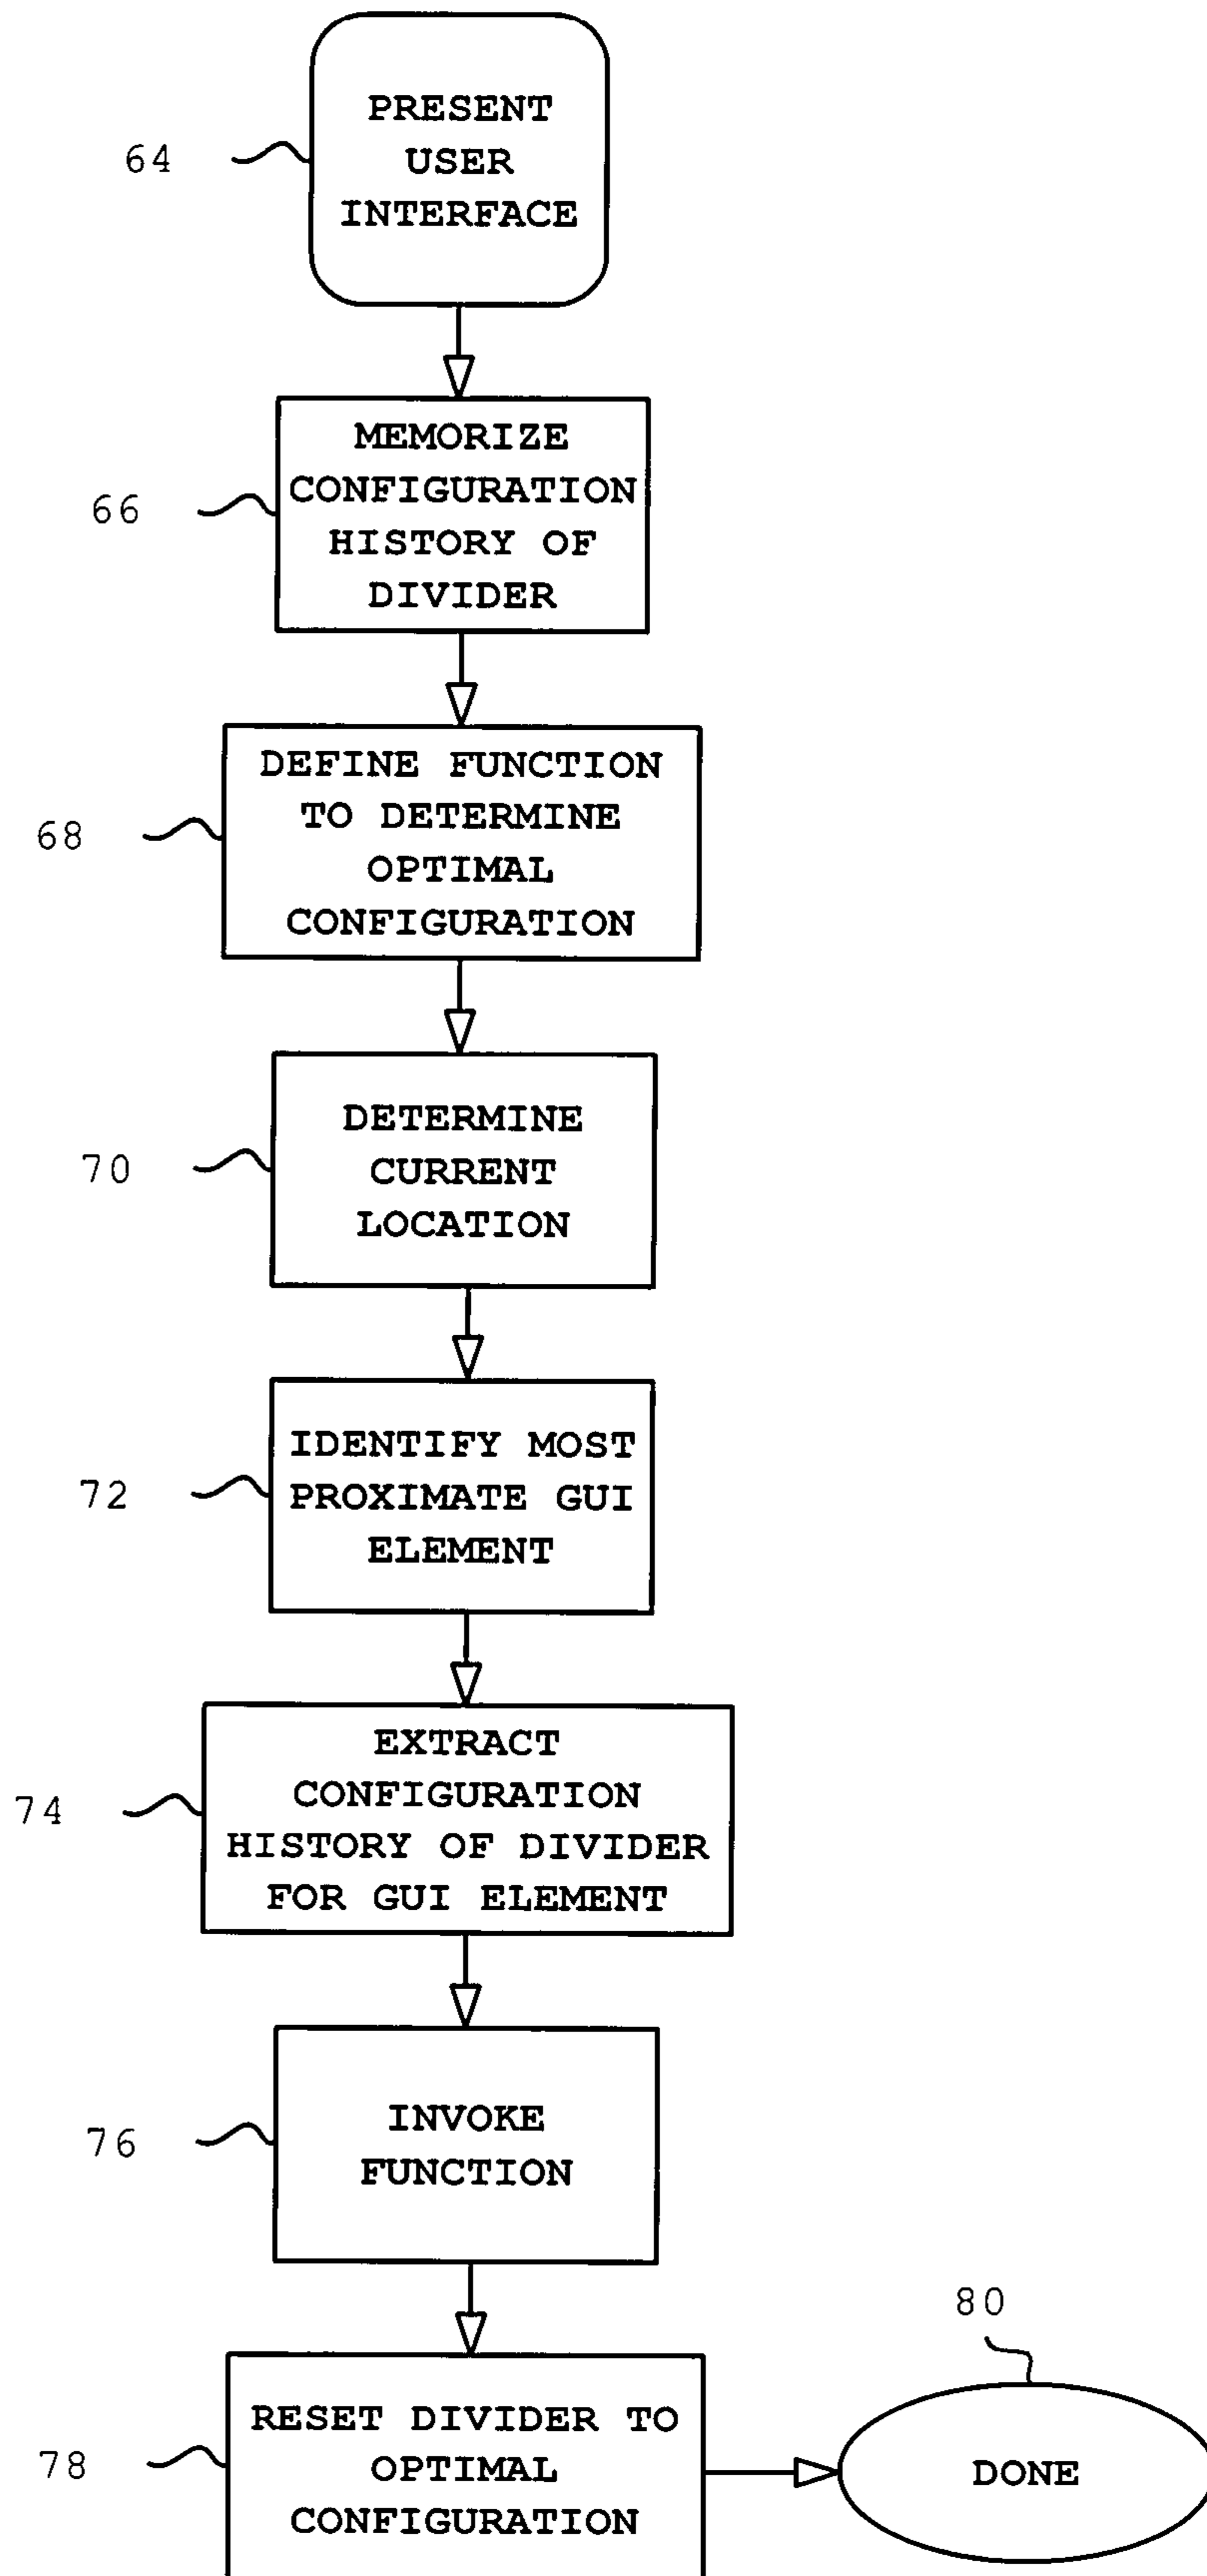 64
PRESENT
USER
INTERFACE
66
MEMORIZE
CONFIGURATION
HISTORY OF
DIVIDER
68
DEFINE FUNCTION
TO DETERMINE
OPTIMAL
CONFIGURATION
70
DETERMINE
CURRENT
LOCATION
72
IDENTIFY MOST
PROXIMATE GUI
ELEMENT
74
EXTRACT
CONFIGURATION
HISTORY OF DIVIDER
FOR GUI ELEMENT
76
INVOKE
FUNCTION
78
RESET DIVIDER TO
OPTIMAL
CONFIGURATION
80
DONE